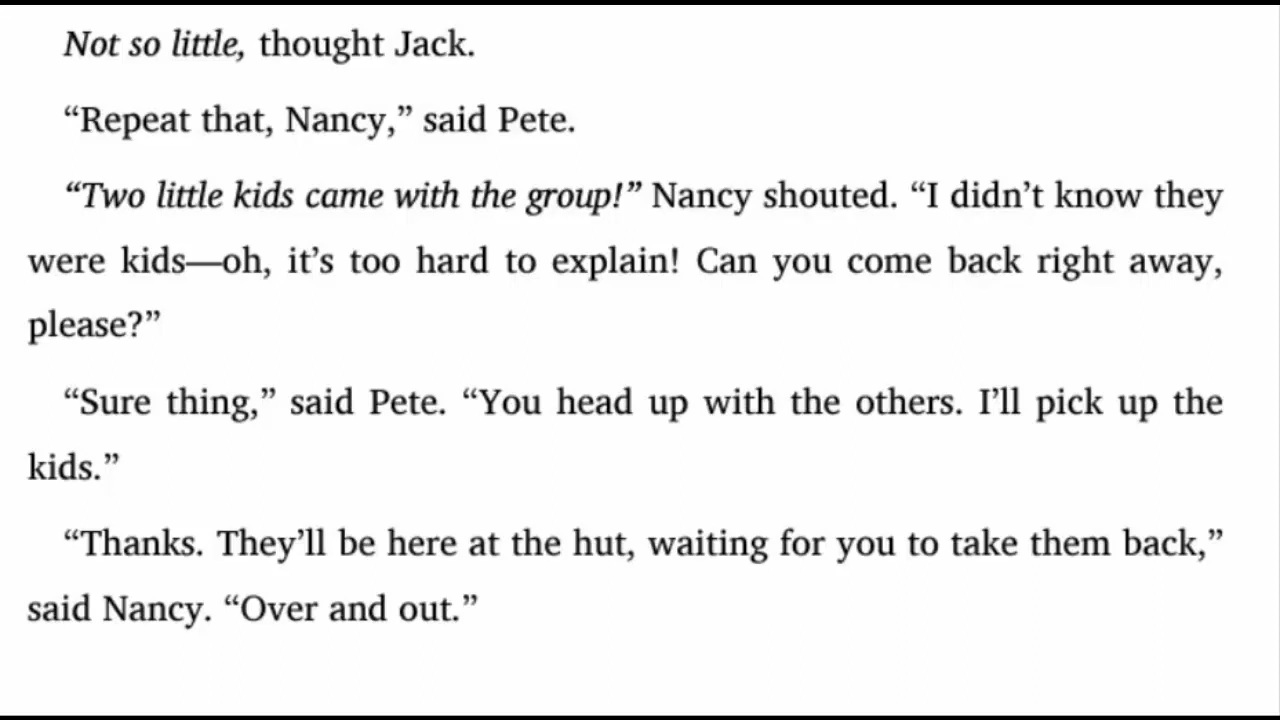 Not so little, thought Jack.
“Repeat that, Nancy,” said Pete.
“Two little kids came with the group!” Nancy shouted. “I didn’t know they
were kids—oh, it’s too hard to explain! Can you come back right away,
please?”
“Sure thing,” said Pete. “You head up with the others. I’ll pick up the
kids.”
“Thanks. They’ll be here at the hut, waiting for you to take them back,”
said Nancy. “Over and out.”